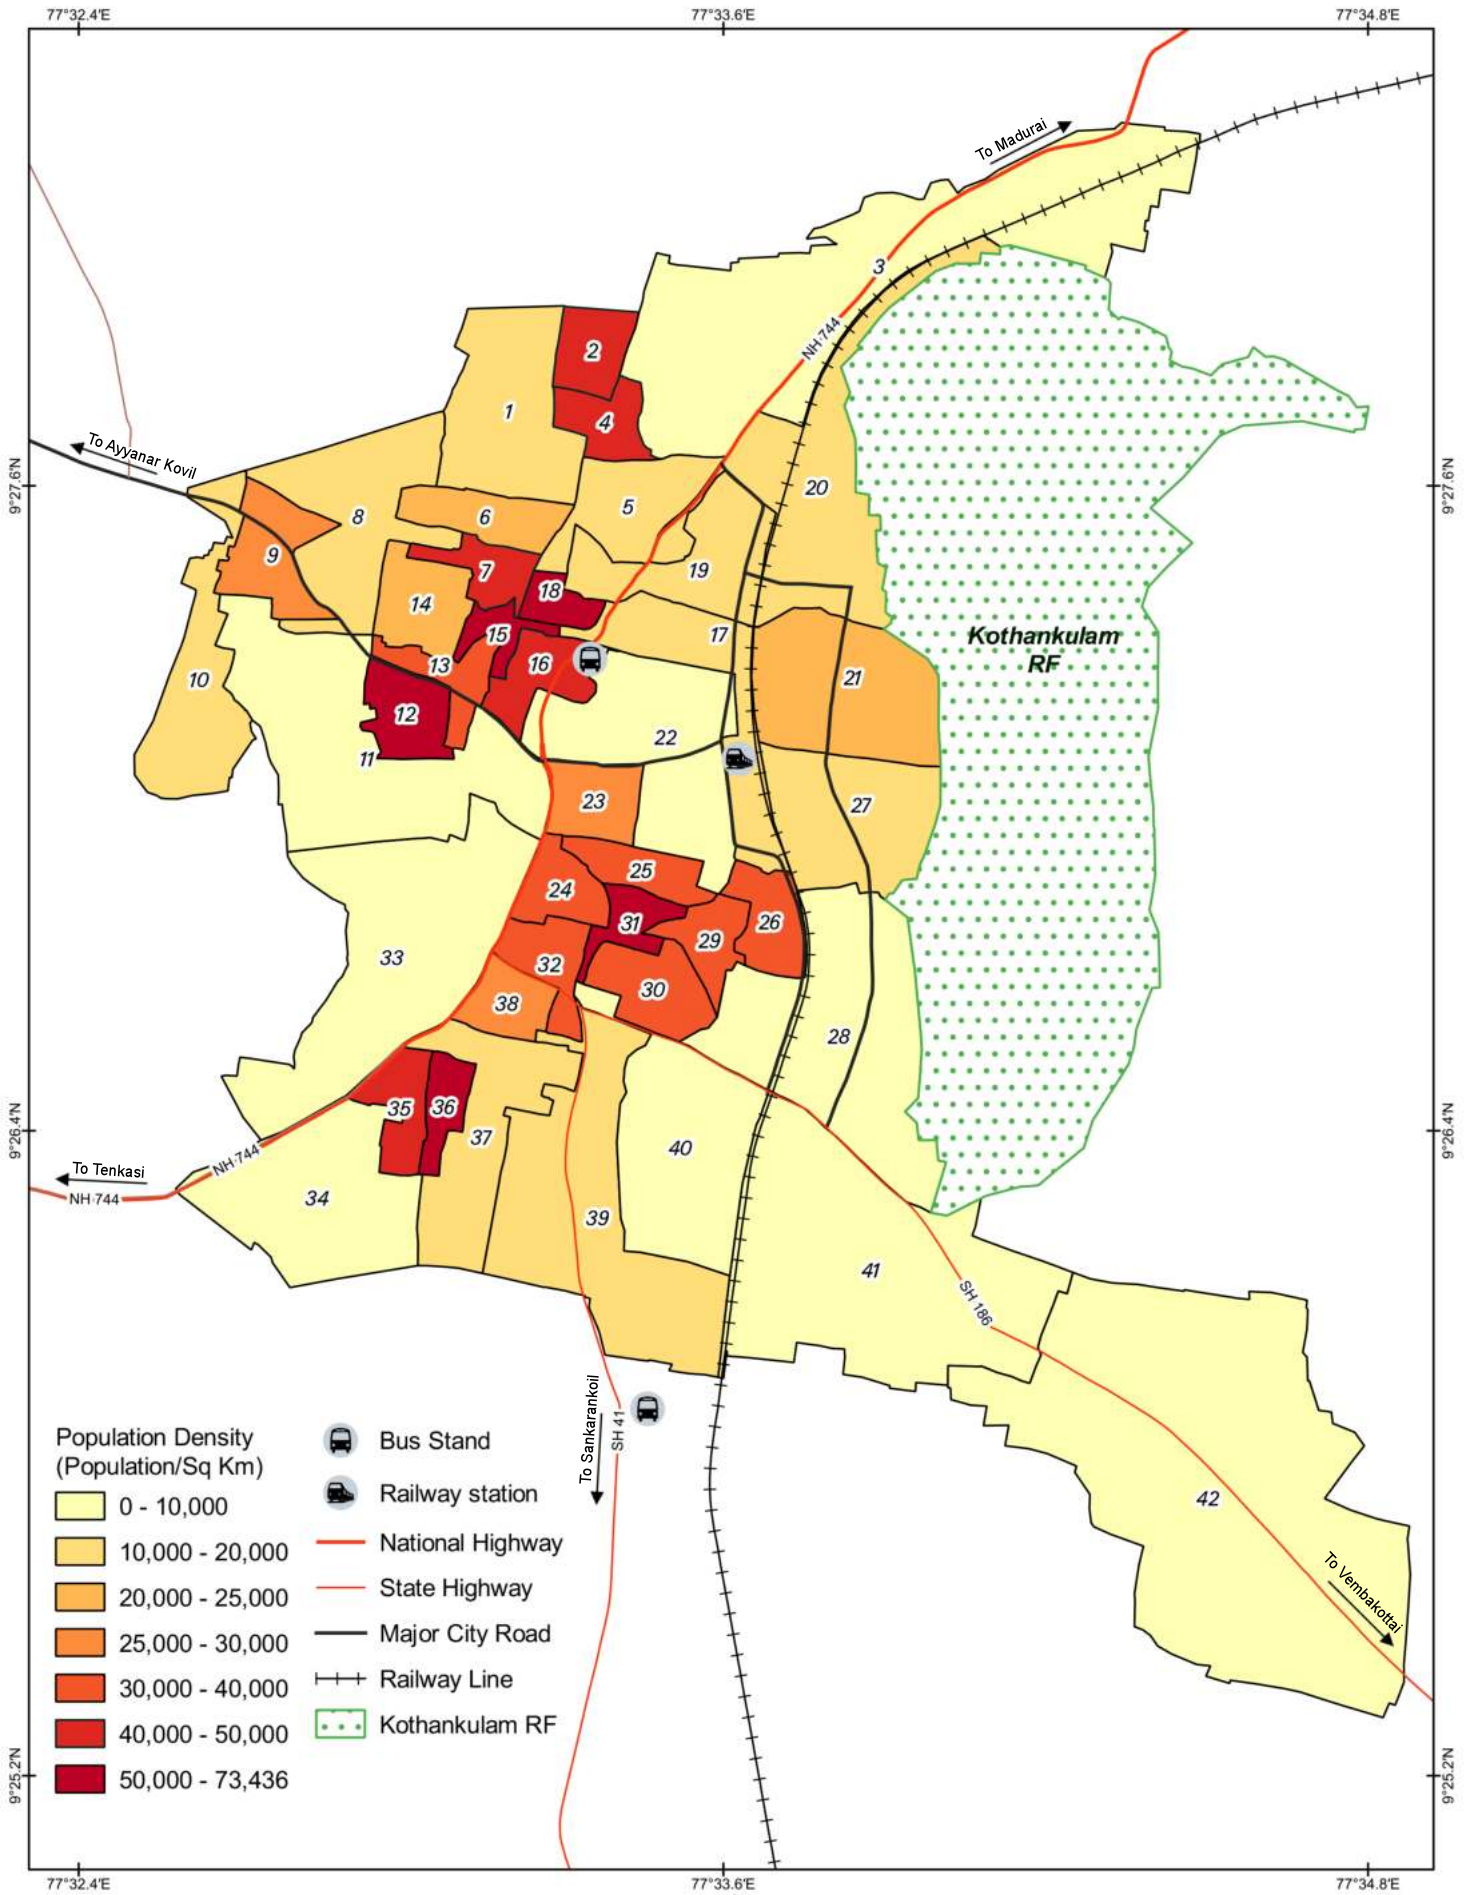 77°32.4'E
77°33.6'E
77°34.8'E
To Madurai
3
NH 744
2
1
4
To Ayyanar Kovil
9°27.6'N
9°27.6'N
20
5
8
6
9
19
7
18
14
15
17
Kothankulam
RF
16
13
21
10
12
22
11
23
27
25
24
31
26
29
33
32
30
38
28
35
36
9°26.4'N
9°26.4'N
37
40
NH 744
To Tenkasi
NH 744
34
39
41
SH 186
To Sankarankoil
SH 41
42
To Vembakottai
Population Density
(Population/Sq Km)
0 - 10,000
10,000 - 20,000
20,000 - 25,000
25,000 - 30,000
30,000 - 40,000
40,000 - 50,000
50,000 - 73,436
Bus Stand
Railway station
National Highway
State Highway
Major City Road
Railway Line
Kothankulam RF
9°25.2'N
9°25.2'N
77°32.4'E
77°33.6'E
77°34.8'E